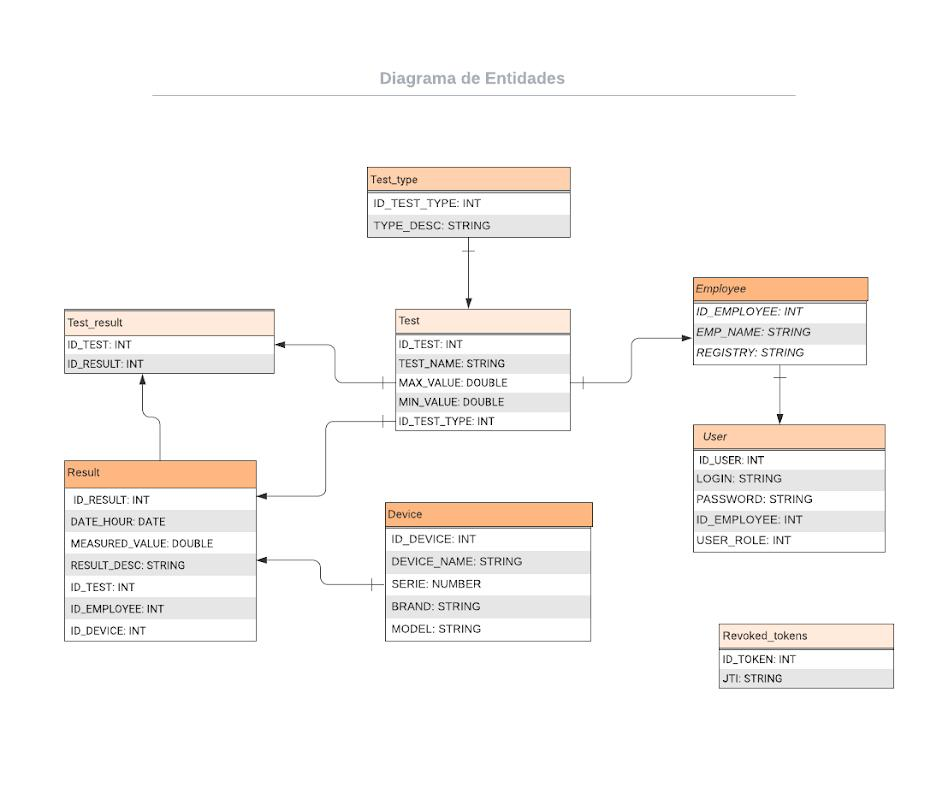 Diagrama de Entidades
Test_type
ID_TEST_TYPE: INT
TYPE_DESC: STRING
Employee
ID_EMPLOYEE: INT
EMP_NAME: STRING
REGISTRY: STRING
Test_result
ID_TEST: INT
ID_RESULT: INT
Test
ID_TEST: INT
TEST_NAME: STRING
MAX_VALUE: DOUBLE
MIN_VALUE: DOUBLE
ID_TEST_TYPE: INT
User
ID_USER: INT
LOGIN: STRING
PASSWORD: STRING
ID_EMPLOYEE: INT
USER_ROLE: INT
Result
ID_RESULT: INT
DATE_HOUR: DATE
MEASURED_VALUE: DOUBLE
RESULT_DESC: STRING
ID_TEST: INT
ID_EMPLOYEE: INT
ID_DEVICE: INT
Device
ID_DEVICE: INT
DEVICE_NAME: STRING
SERIE: NUMBER
BRAND: STRING
MODEL: STRING
Revoked_tokens
ID_TOKEN: INT
JTI: STRING